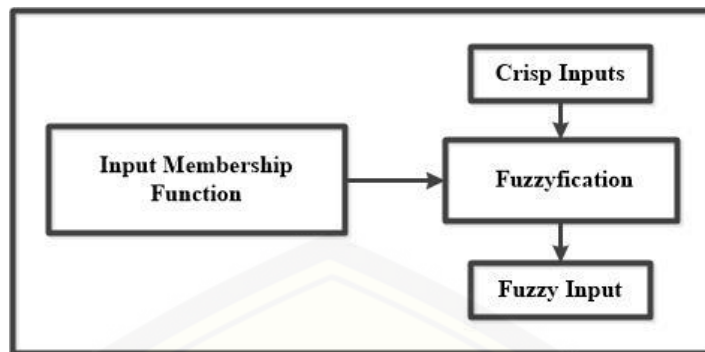 Crisp Inputs
Input Membership
Function
Fuzzyfication
Fuzzy Input